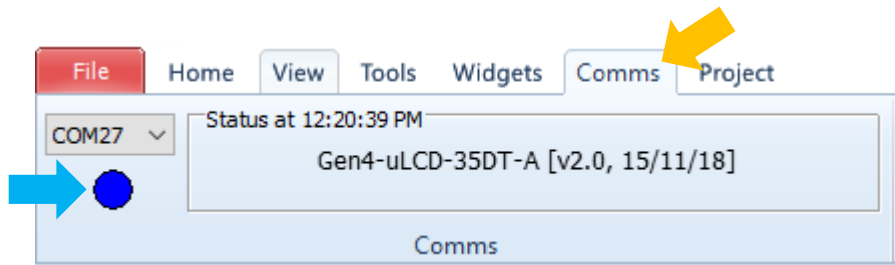 File Home View Tools Widgets Comms Project
COM27
Status at 12:20:39 PM
Gen4-uLCD-35DT-A [v2.0, 15/11/18]
Comms